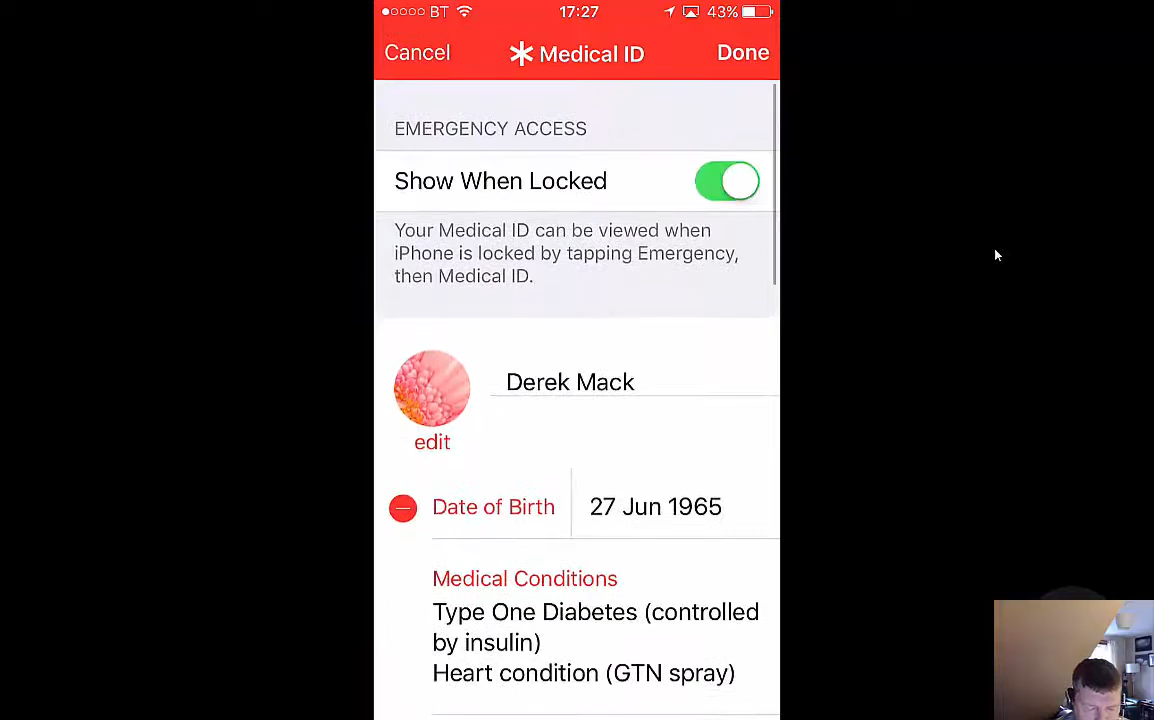 BT 17:27 43%
Cancel Medical ID Done
EMERGENCY ACCESS
Show When Locked
Your Medical ID can be viewed when
iPhone is locked by tapping Emergency,
then Medical ID.
Derek Mack
edit
Date of Birth 27 Jun 1965
Medical Conditions
Type One Diabetes (controlled
by insulin)
Heart condition (GTN spray)